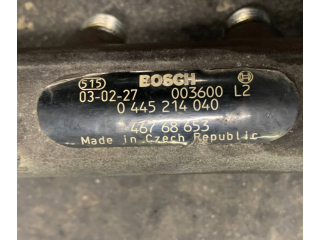 515 BOSCH
03-02-27 003600 L2
0 445 214 040
467 68 653
Made in Czech Republic